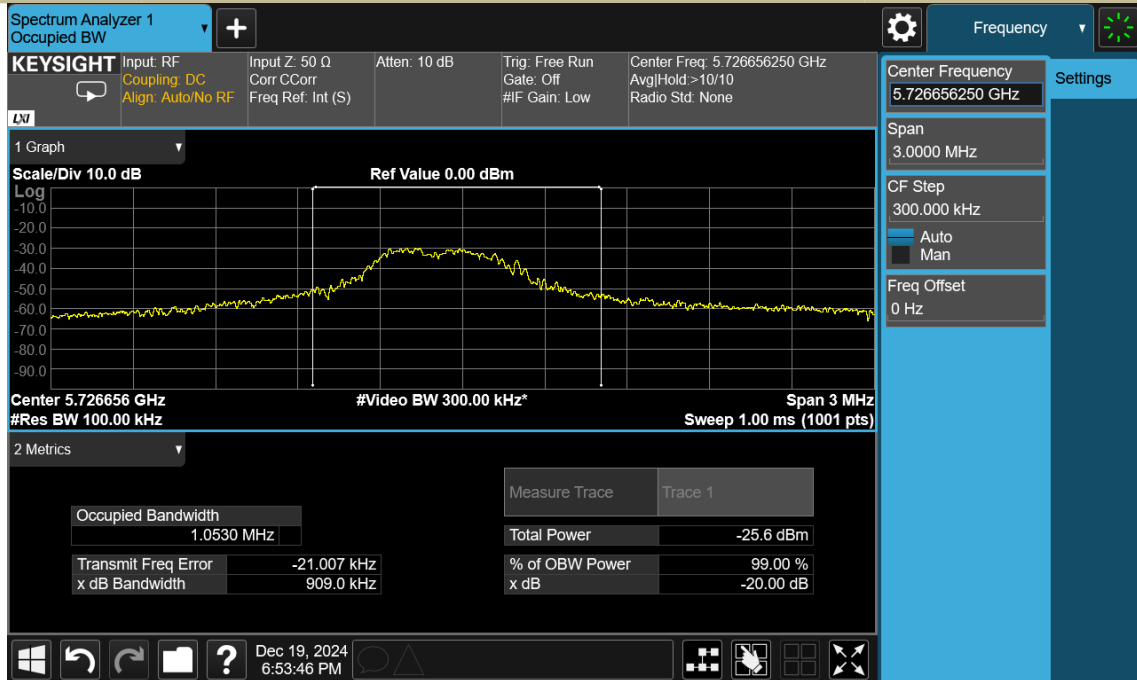 Spectrum Analyzer 1
Occupied BW
Frequency
KEYSIGHT
LXI
Input: RF
Coupling: DC
Align: Auto/No RF
Input Z: 50 Ω
Corr CCorr
Freq Ref: Int (S)
Atten: 10 dB
Trig: Free Run
Gate: Off
#IF Gain: Low
Center Freq: 5.726656250 GHz
Avg|Hold:>10/10
Radio Std: None
Center Frequency
5.726656250 GHz
Settings
Span
3.0000 MHz
CF Step
300.000 kHz
Auto
Man
Freq Offset
0 Hz
1 Graph
Scale/Div 10.0 dB
Ref Value 0.00 dBm
Log
-10.0
-20.0
-30.0
-40.0
-50.0
-60.0
-70.0
-80.0
-90.0
Center 5.726656 GHz
#Video BW 300.00 kHz*
Span 3 MHz
#Res BW 100.00 kHz
Sweep 1.00 ms (1001 pts)
2 Metrics
Measure Trace
Trace 1
Occupied Bandwidth
1.0530 MHz
Total Power
-25.6 dBm
Transmit Freq Error
-21.007 kHz
% of OBW Power
99.00 %
x dB Bandwidth
909.0 kHz
x dB
-20.00 dB
Dec 19, 2024
6:53:46 PM